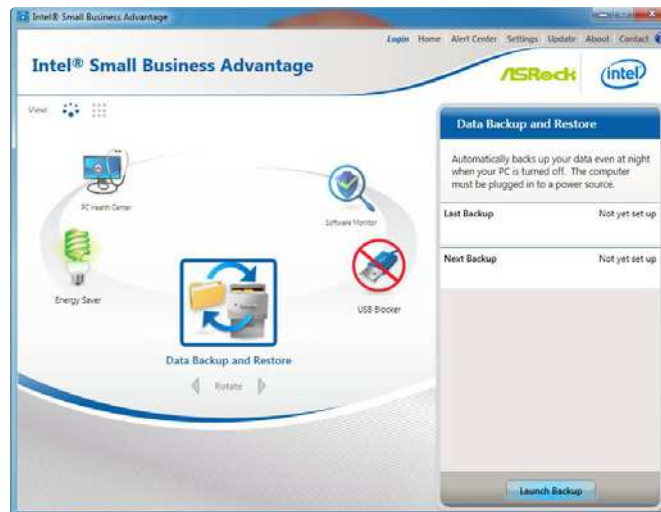 Intel® Small Business Advantage
Login Home Alert Center Settings Update About Contact
Intel® Small Business Advantage
ASRock
intel
View:
Data Backup and Restore
Automatically backs up your data even at night
when your PC is turned off. The computer
must be plugged in to a power source.
Last Backup Not yet set up
Next Backup Not yet set up
PC Health Center
Software Monitor
Energy Saver
USB Blocker
Data Backup and Restore
Rotate
Launch Backup